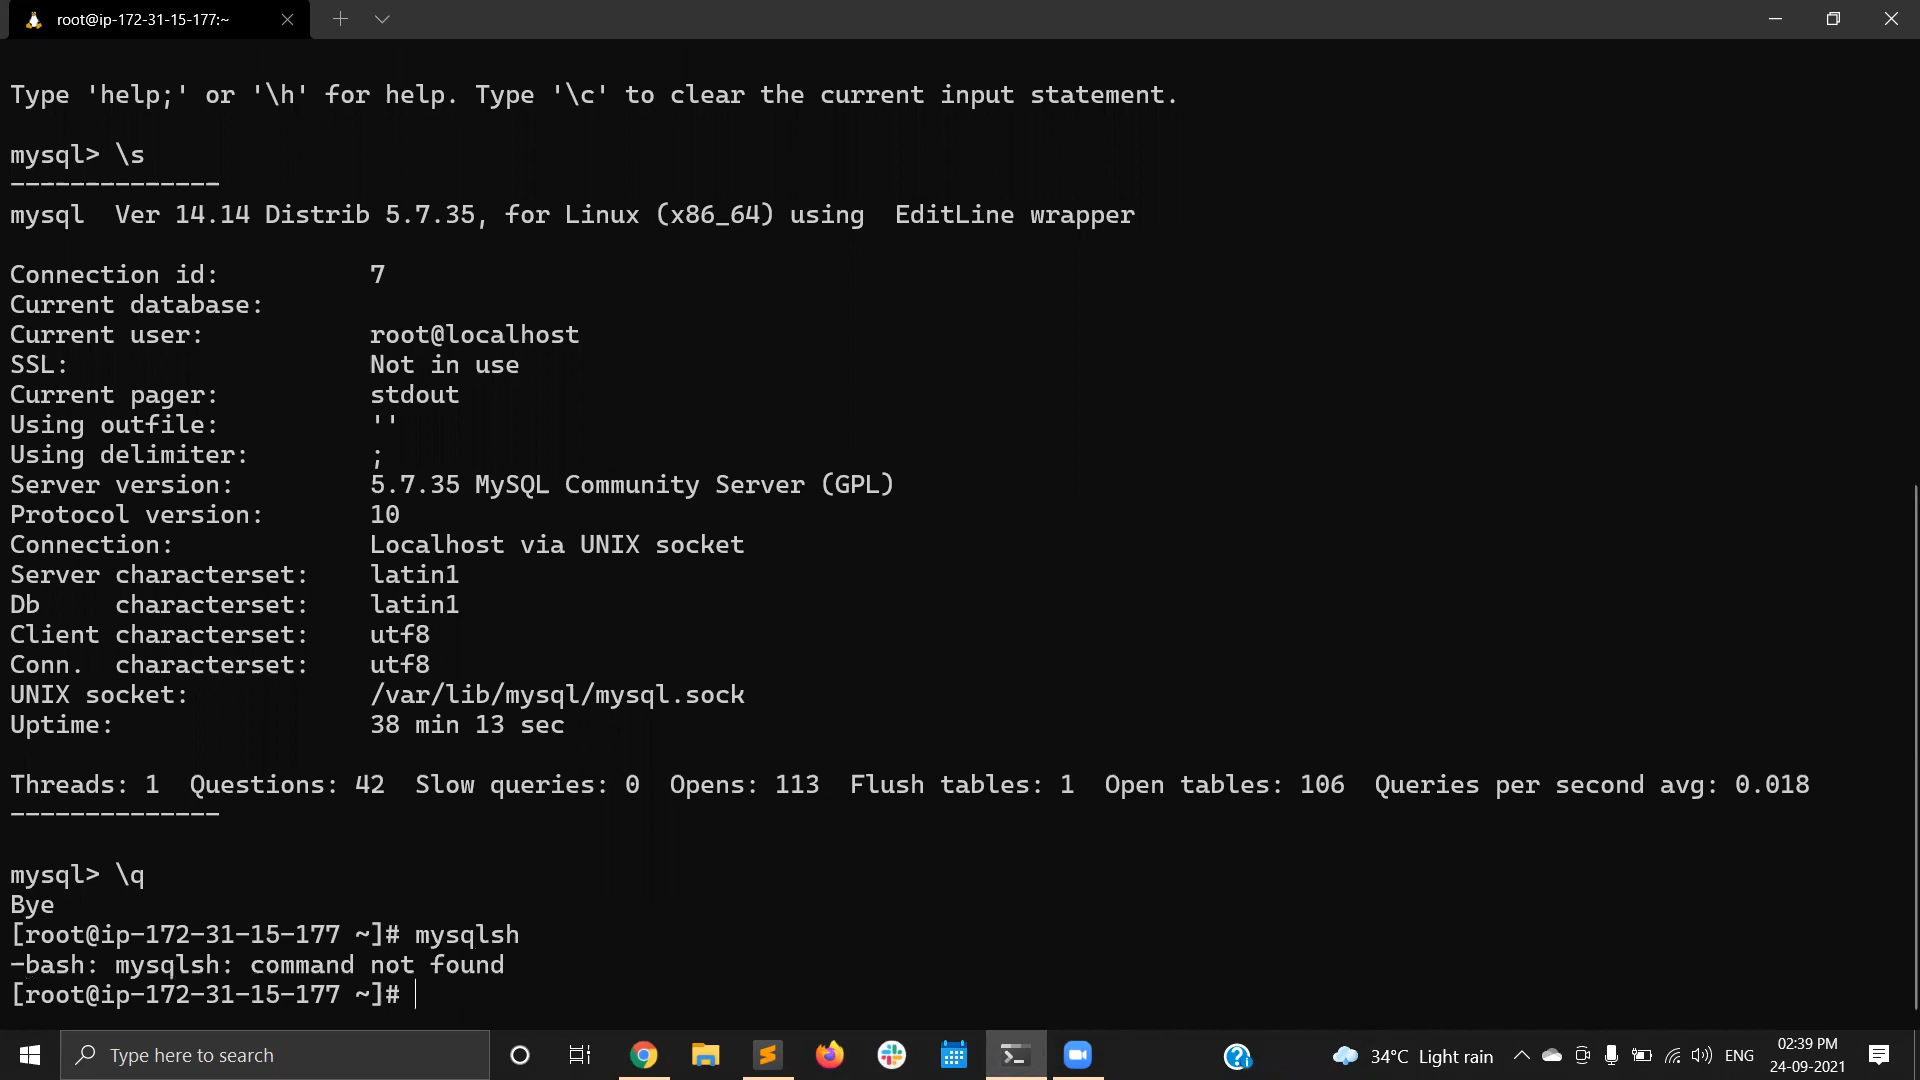 root@ip-172-31-15-177:~
Type 'help;' or '\h' for help. Type '\c' to clear the current input statement.
mysql> \s
--------------
mysql  Ver 14.14 Distrib 5.7.35, for Linux (x86_64) using  EditLine wrapper
Connection id:          7
Current database:
Current user:           root@localhost
SSL:                    Not in use
Current pager:          stdout
Using outfile:          ''
Using delimiter:        ;
Server version:         5.7.35 MySQL Community Server (GPL)
Protocol version:       10
Connection:             Localhost via UNIX socket
Server characterset:    latin1
Db     characterset:    latin1
Client characterset:    utf8
Conn.  characterset:    utf8
UNIX socket:            /var/lib/mysql/mysql.sock
Uptime:                 38 min 13 sec
Threads: 1  Questions: 42  Slow queries: 0  Opens: 113  Flush tables: 1  Open tables: 106  Queries per second avg: 0.018
--------------
mysql> \q
Bye
[root@ip-172-31-15-177 ~]# mysqlsh
-bash: mysqlsh: command not found
[root@ip-172-31-15-177 ~]#
Type here to search
34°C Light rain
ENG
02:39 PM
24-09-2021